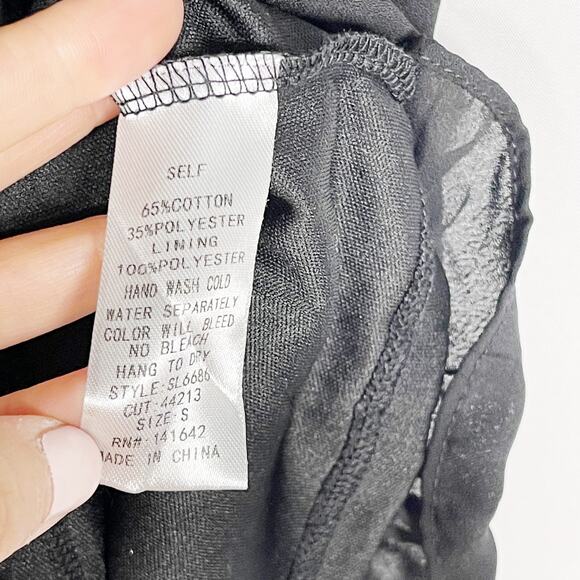 SELF
65%COTTON
35%POLYESTER
LINING
100%POLYESTER
HAND WASH COLD
WATER SEPARATELY
COLOR WILL BLEED
NO BLEACH
HANG TO DRY
STYLE:SL6686
CUT:44213
SIZE:S
RN#:141642
MADE IN CHINA